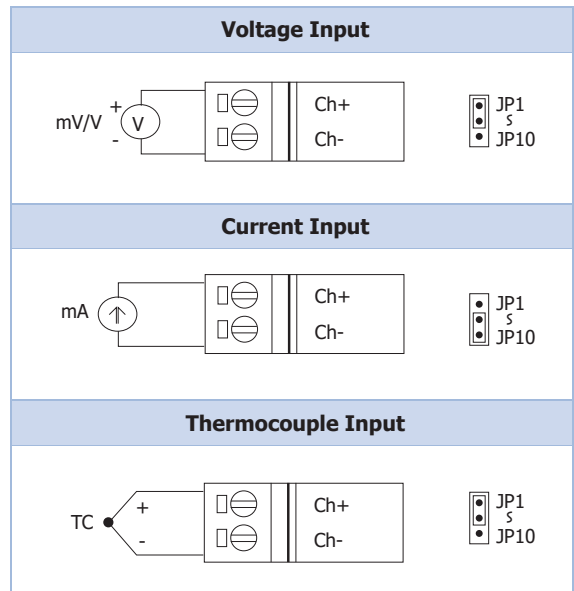 Voltage Input
mV/V
+
-
V
Ch+
Ch-
JP1
S
JP10
Current Input
mA
Ch+
Ch-
JP1
S
JP10
Thermocouple Input
TC
+
-
Ch+
Ch-
JP1
S
JP10